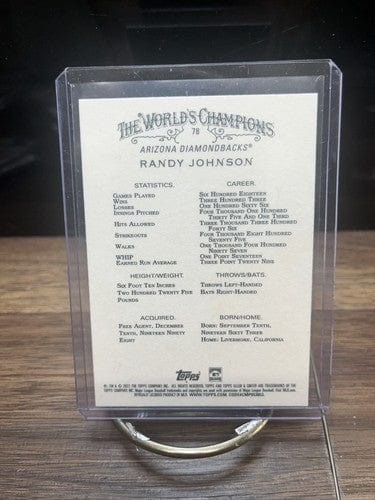 The World's Champions
78
ARIZONA DIAMONDBACKS®
RANDY JOHNSON
STATISTICS. CAREER.
GAMES PLAYED SIX HUNDRED EIGHTEEN
WINS THREE HUNDRED THREE
LOSSES ONE HUNDRED SIXTY SIX
INNINGS PITCHED FOUR THOUSAND ONE HUNDRED
THIRTY FIVE AND ONE THIRD
HITS ALLOWED THREE THOUSAND THREE HUNDRED
FORTY SIX
STRIKEOUTS FOUR THOUSAND EIGHT HUNDRED
SEVENTY FIVE
WALKS ONE THOUSAND FOUR HUNDRED
NINETY SEVEN
WHIP ONE POINT SEVENTEEN
EARNED RUN AVERAGE THREE POINT TWENTY NINE
HEIGHT/WEIGHT. THROWS/BATS.
SIX FOOT TEN INCHES THROWS LEFT-HANDED
TWO HUNDRED TWENTY FIVE BATS RIGHT-HANDED
POUNDS
ACQUIRED. BORN/HOME.
FREE AGENT, DECEMBER BORN: SEPTEMBER TENTH,
TENTH, NINETEEN NINETY NINETEEN SIXTY THREE
EIGHT HOME: LIVERMORE, CALIFORNIA
Topps